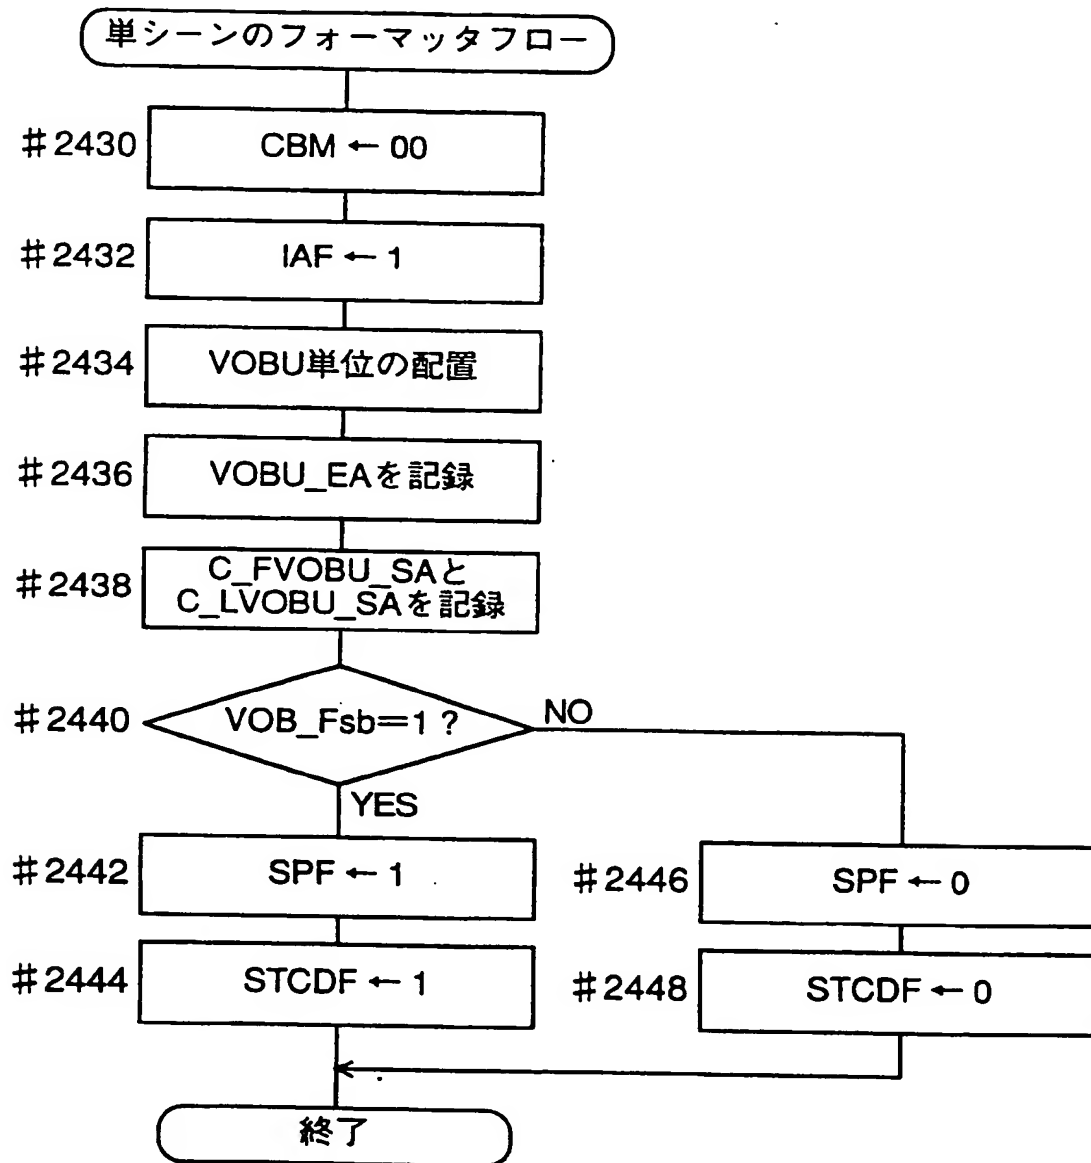 単シーンのフォーマッタフロー
#2430
CBM ← 00
#2432
IAF ← 1
#2434
VOBU単位の配置
#2436
VOBU_EAを記録
#2438
C_FVOBU_SAと
C_LVOBU_SAを記録
#2440
VOB_Fsb=1?
NO
YES
#2442
SPF ← 1
#2446
SPF ← 0
#2444
STCDF ← 1
#2448
STCDF ← 0
終了